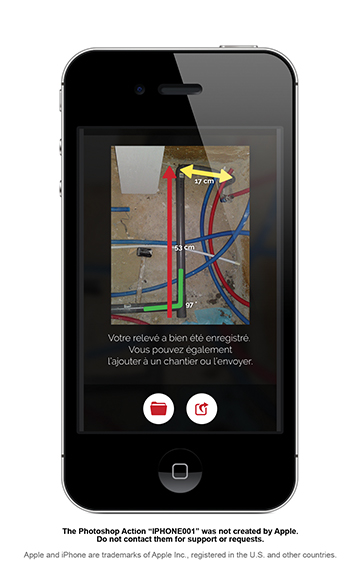 17 cm
53 cm
97 °
Votre relevé a bien été enregistré.
Vous pouvez également
l'ajouter à un chantier ou l'envoyer.
The Photoshop Action "IPHONE001" was not created by Apple.
Do not contact them for support or requests.
Apple and iPhone are trademarks of Apple Inc., registered in the U.S. and other countries.